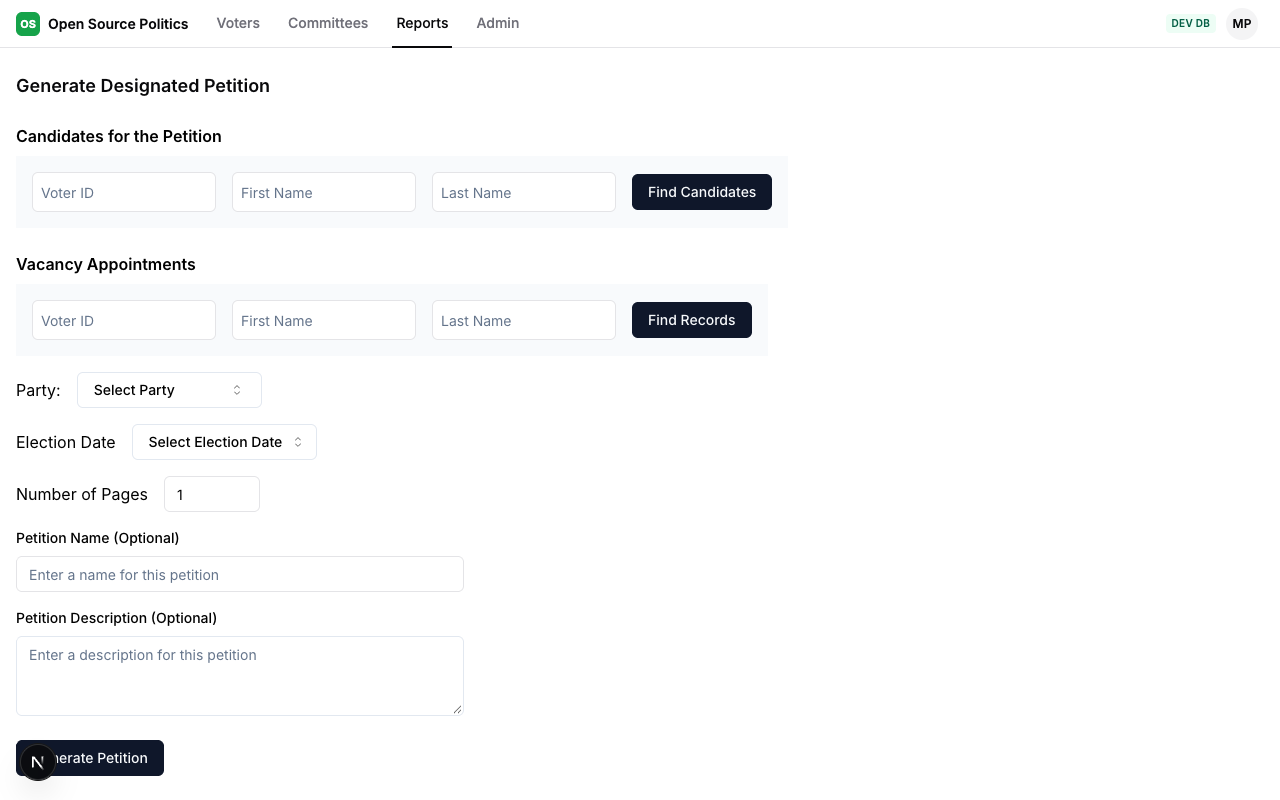 OS Open Source Politics Voters Committees Reports Admin DEV DB MP
Generate Designated Petition
Candidates for the Petition
Voter ID First Name Last Name Find Candidates
Vacancy Appointments
Voter ID First Name Last Name Find Records
Party: Select Party
Election Date Select Election Date
Number of Pages 1
Petition Name (Optional)
Enter a name for this petition
Petition Description (Optional)
Enter a description for this petition
N erate Petition